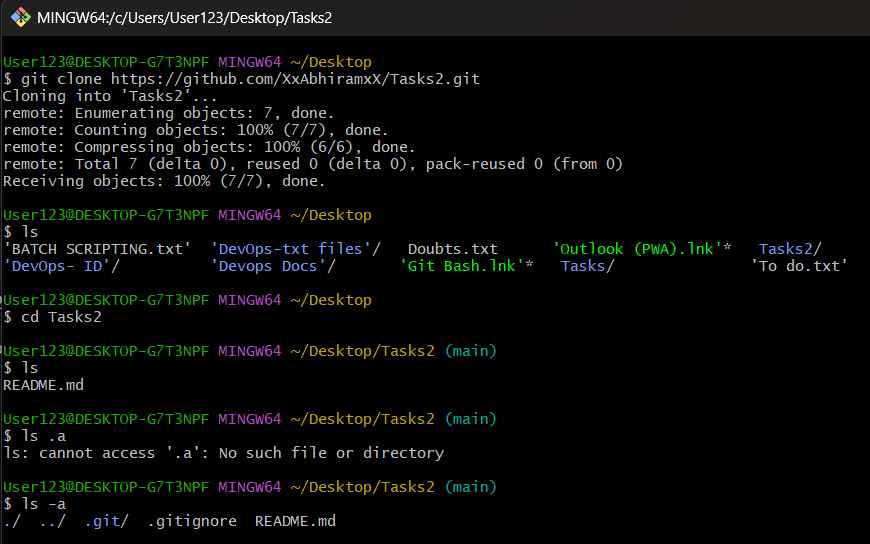 MINGW64:/c/Users/User123/Desktop/Tasks2
User123@DESKTOP-G7T3NPF MINGW64 ~/Desktop
$ git clone https://github.com/XxAbhiramxX/Tasks2.git
Cloning into 'Tasks2'...
remote: Enumerating objects: 7, done.
remote: Counting objects: 100% (7/7), done.
remote: Compressing objects: 100% (6/6), done.
remote: Total 7 (delta 0), reused 0 (delta 0), pack-reused 0 (from 0)
Receiving objects: 100% (7/7), done.
User123@DESKTOP-G7T3NPF MINGW64 ~/Desktop
$ ls
'BATCH SCRIPTING.txt'  'DevOps-txt files'/   Doubts.txt      'Outlook (PWA).lnk'*   Tasks2/
'DevOps- ID'/          'Devops Docs'/       'Git Bash.lnk'*   Tasks/               'To do.txt'
User123@DESKTOP-G7T3NPF MINGW64 ~/Desktop
$ cd Tasks2
User123@DESKTOP-G7T3NPF MINGW64 ~/Desktop/Tasks2 (main)
$ ls
README.md
User123@DESKTOP-G7T3NPF MINGW64 ~/Desktop/Tasks2 (main)
$ ls .a
ls: cannot access '.a': No such file or directory
User123@DESKTOP-G7T3NPF MINGW64 ~/Desktop/Tasks2 (main)
$ ls -a
./  ../  .git/  .gitignore  README.md